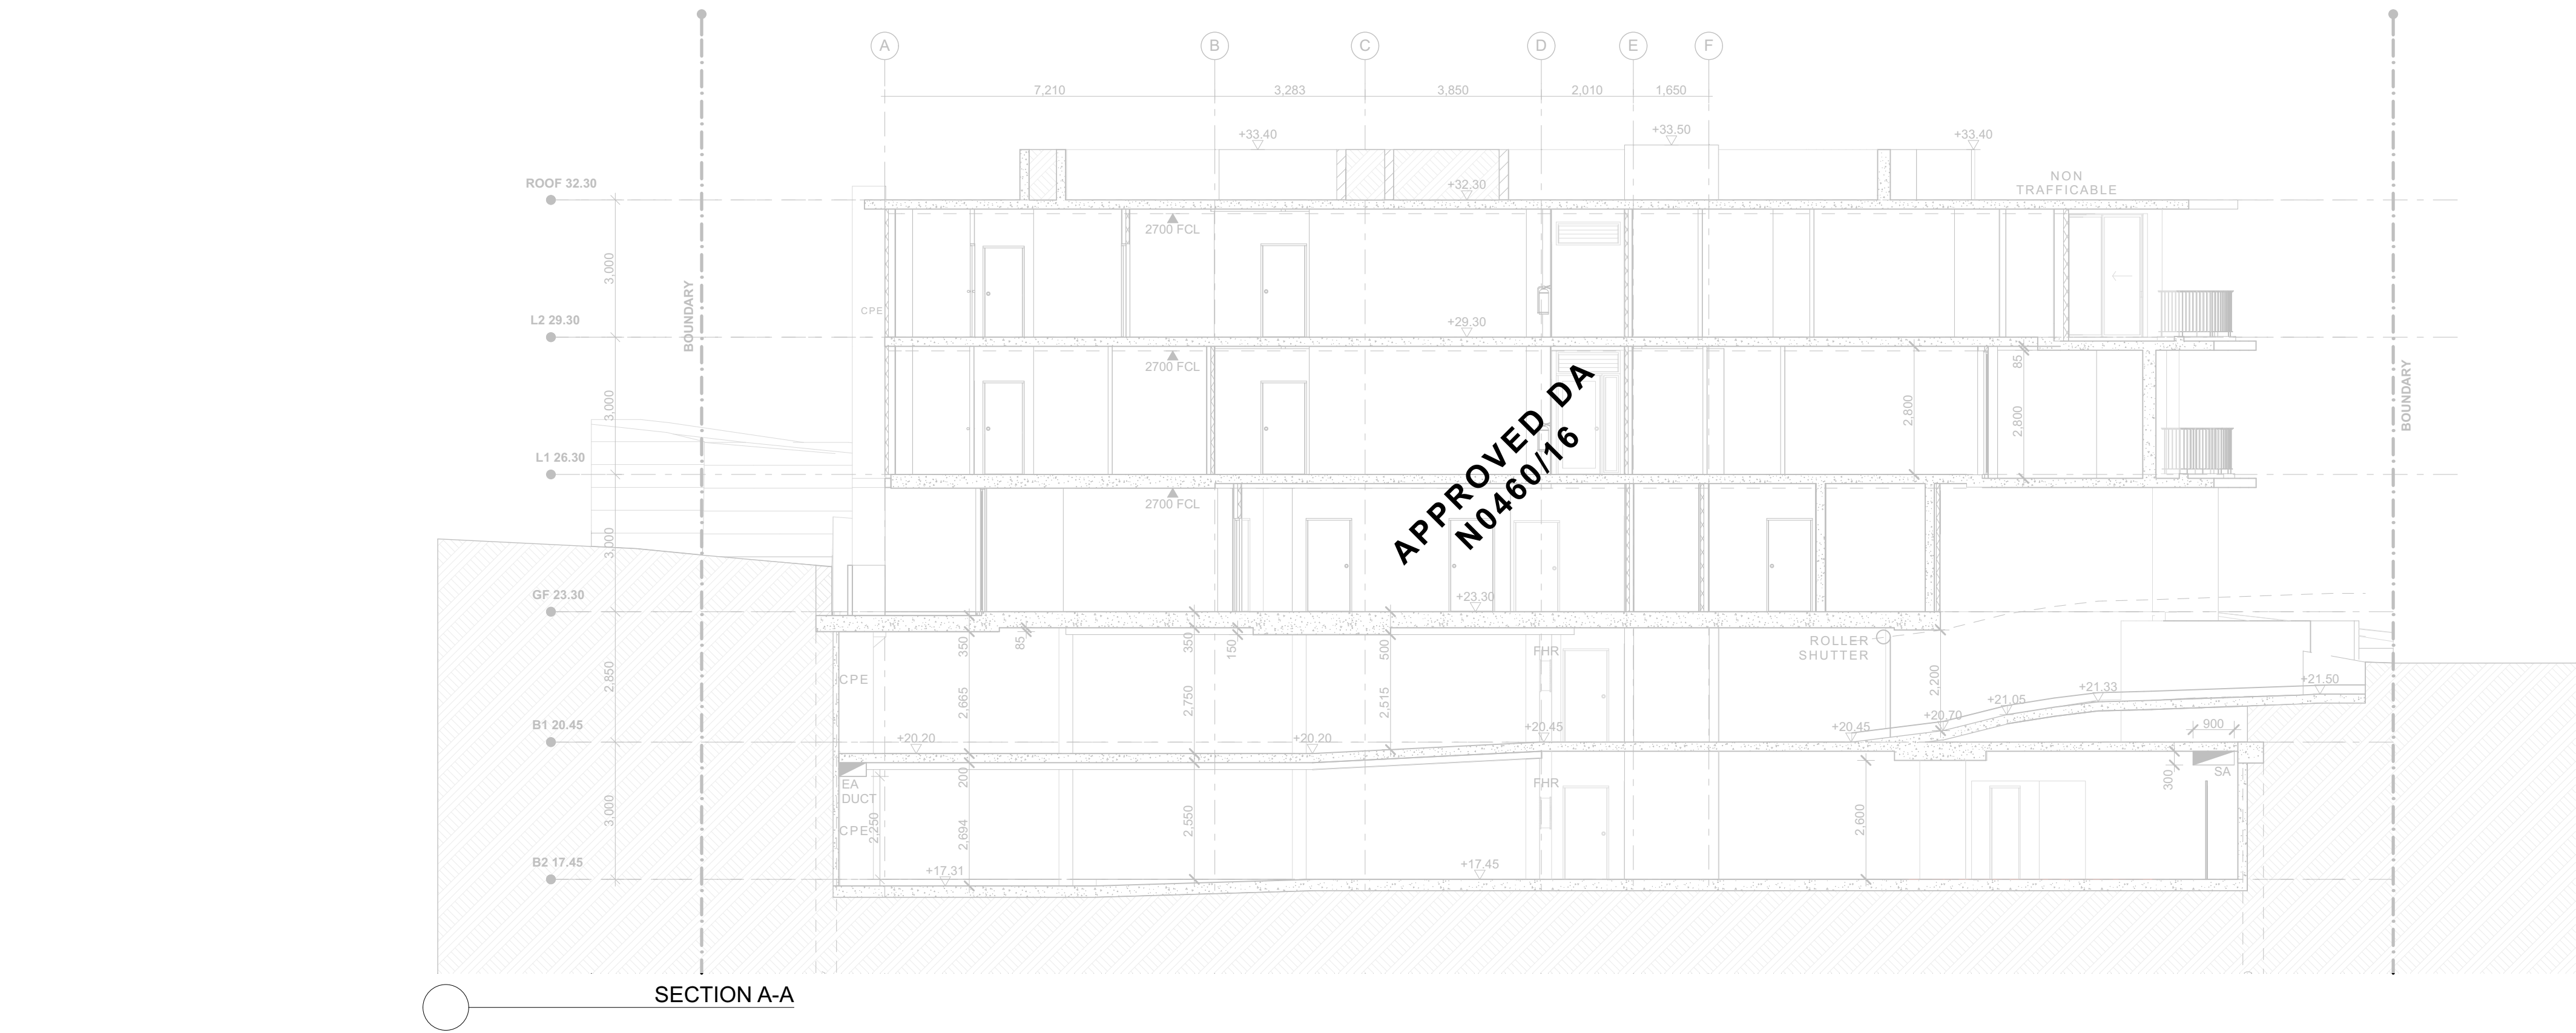 A
B
C
D
E
F
7,210
3,283
3,850
2,010
1,650
+33.40
+33.50
+33.40
NON
TRAFFICABLE
ROOF 32.30
+32.30
2700 FCL
3,000
BOUNDARY
CPE
L2 29.30
+29.30
2700 FCL
85
BOUNDARY
3,000
2,800
2,800
APPROVED DA
N0460/16
L1 26.30
2700 FCL
3,000
GF 23.30
+23.30
350
85
350
150
500
FHR
ROLLER
SHUTTER
2,850
CPE
2,665
2,750
2,515
2,200
+21.05
+21.33
+21.50
B1 20.45
+20.20
+20.20
+20.45
+20.45
+20.70
900
EA
DUCT
200
FHR
300
SA
3,000
CPE
2,250
2,694
2,550
2,600
B2 17.45
+17.31
+17.45
SECTION A-A